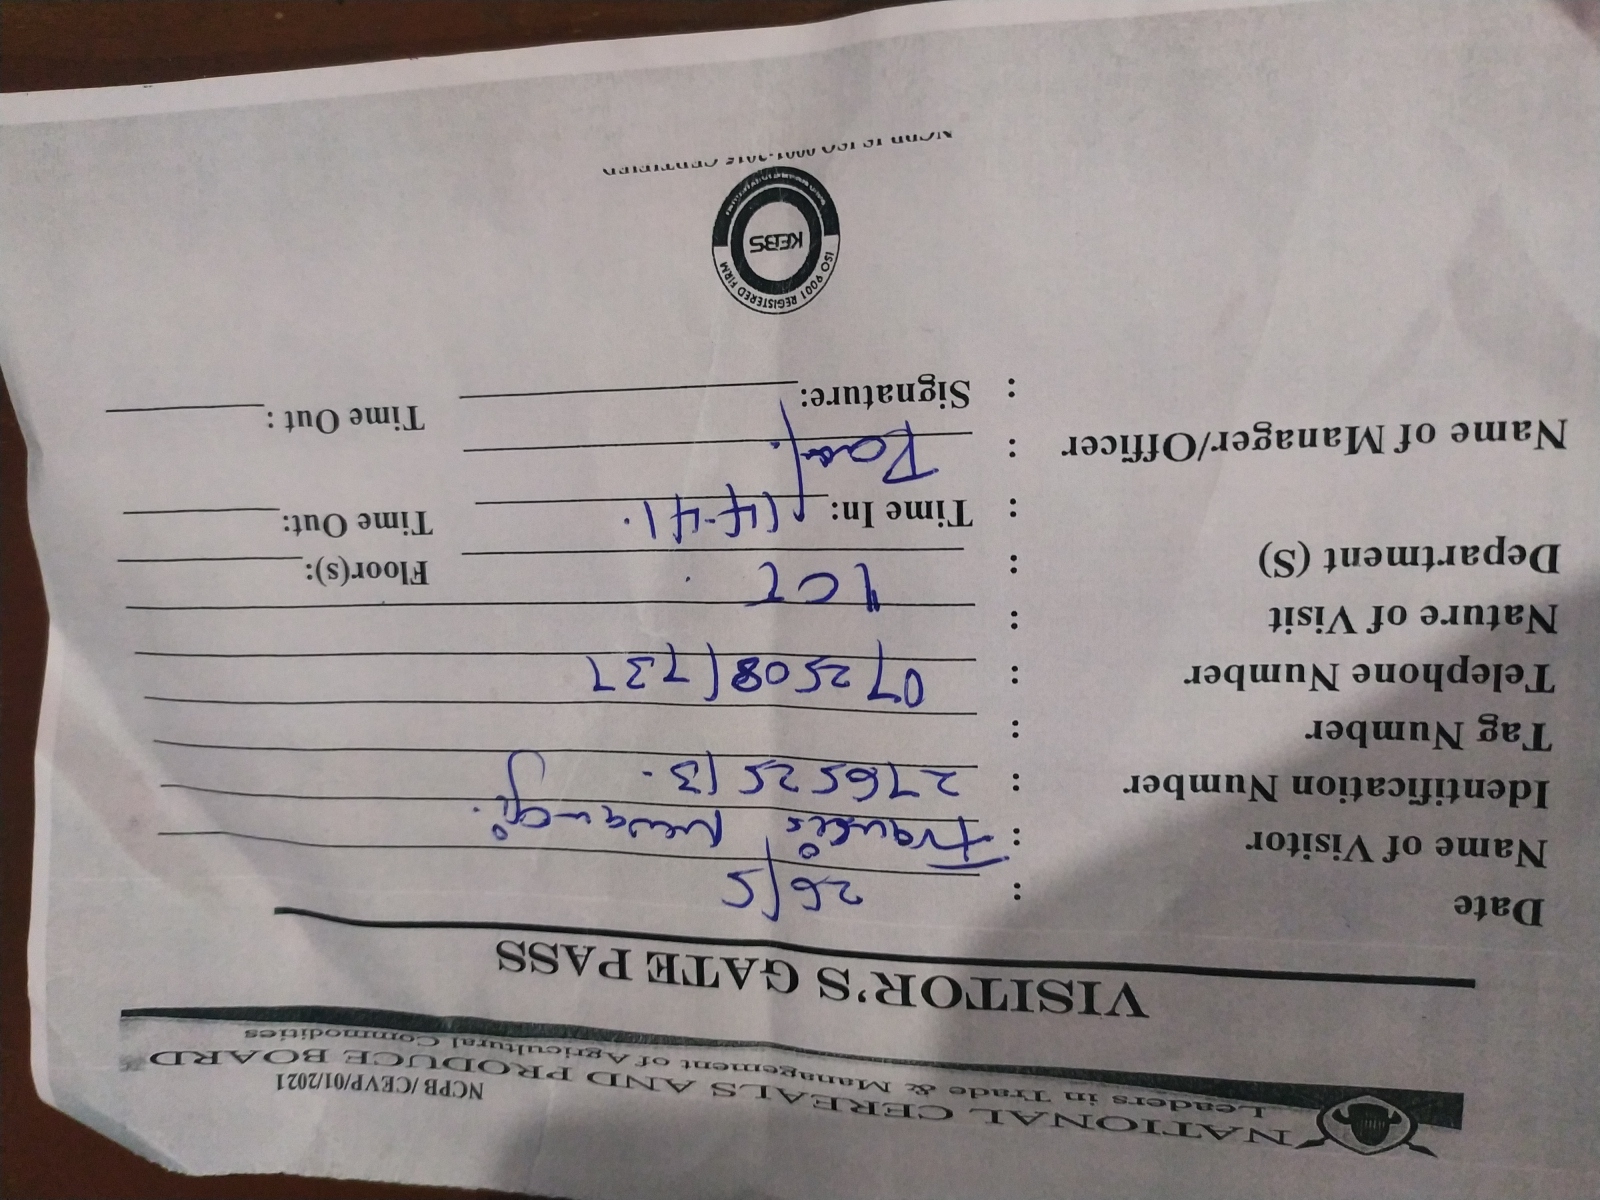 NCPB/CEVP/01/2021
NATIONAL CEREALS AND PRODUCE BOARD
Leaders in Trade & Management of Agricultural Commodities
VISITOR'S GATE PASS
Date : 26/5
Name of Visitor : Francis Mwangi.
Identification Number : 27652513.
Tag Number :
Telephone Number : 0725081737
Nature of Visit : ICT
Department (S) : Floor(s):
: Time In: 14-41. Time Out:
Name of Manager/Officer :
: Signature: Time Out :
ISO 9001 REGISTERED FIRM
KEBS
NCPB IS ISO 9001:2015 CERTIFIED